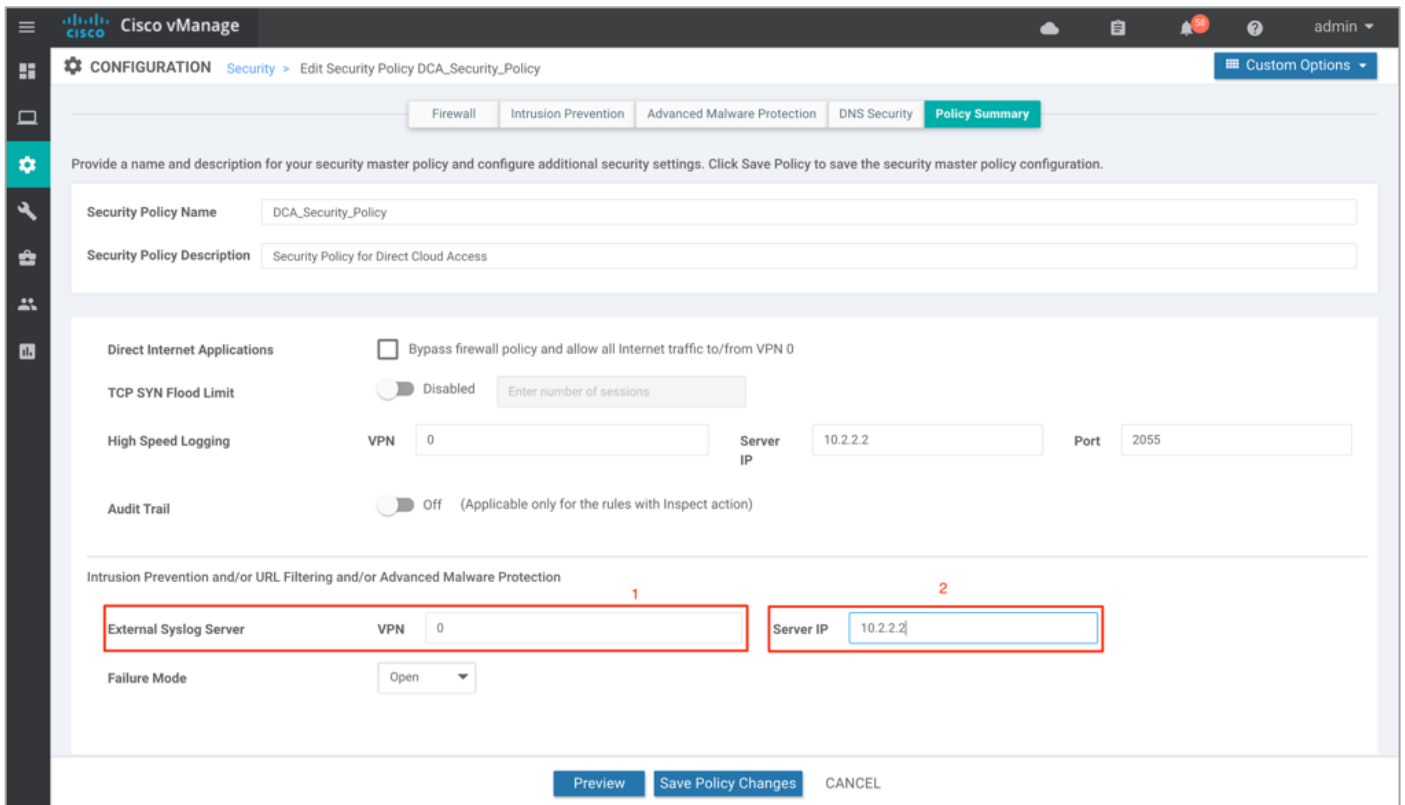 cisco Cisco vManage 58 admin
CONFIGURATION Security > Edit Security Policy DCA_Security_Policy Custom Options
Firewall Intrusion Prevention Advanced Malware Protection DNS Security Policy Summary
Provide a name and description for your security master policy and configure additional security settings. Click Save Policy to save the security master policy configuration.
Security Policy Name DCA_Security_Policy
Security Policy Description Security Policy for Direct Cloud Access
Direct Internet Applications Bypass firewall policy and allow all Internet traffic to/from VPN 0
TCP SYN Flood Limit Disabled Enter number of sessions
High Speed Logging VPN 0 Server IP 10.2.2.2 Port 2055
Audit Trail Off (Applicable only for the rules with Inspect action)
Intrusion Prevention and/or URL Filtering and/or Advanced Malware Protection
1 2
External Syslog Server VPN 0 Server IP 10.2.2.2
Failure Mode Open
Preview Save Policy Changes CANCEL